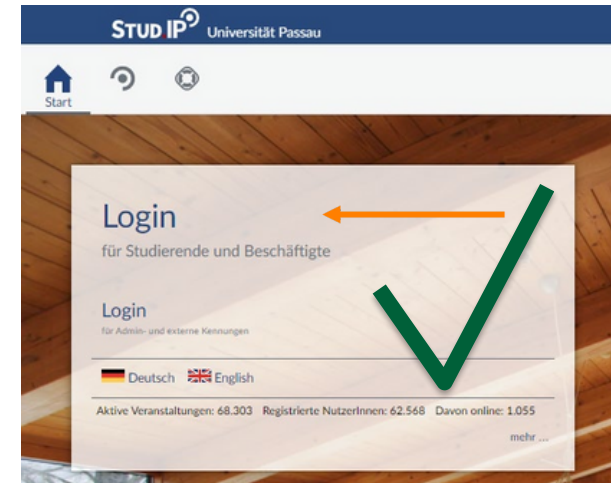 STUD.IP Universität Passau
Start
Login
für Studierende und Beschäftigte
Login
für Admin- und externe Kennungen
Deutsch English
Aktive Veranstaltungen: 68.303 Registrierte NutzerInnen: 62.568 Davon online: 1.055
mehr ...